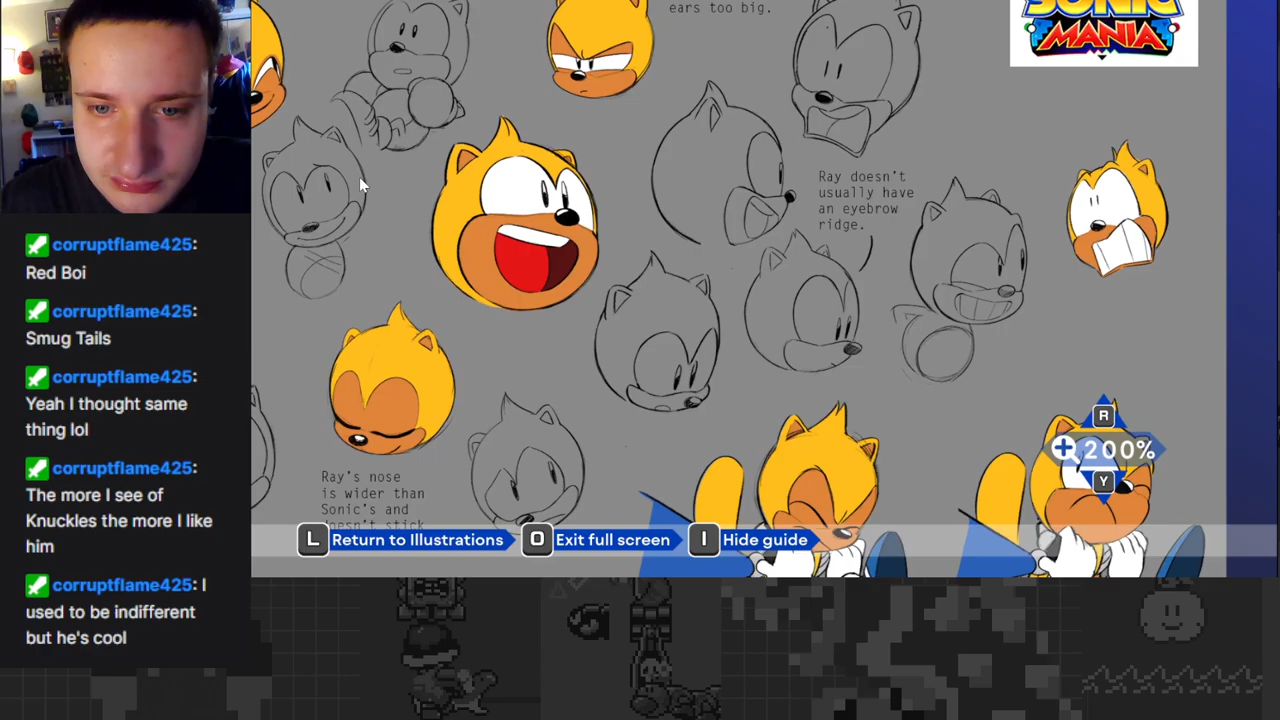 ears too big.
SONIC
MANIA
Ray doesn't
usually have
an eyebrow
ridge.
corruptflame425:
Red Boi
corruptflame425:
Smug Tails
corruptflame425:
Yeah I thought same
thing lol
corruptflame425:
The more I see of
Knuckles the more I like
him
corruptflame425: I
used to be indifferent
but he's cool
R
200%
Y
Ray's nose
is wider than
Sonic's and
doesn't stick
L Return to Illustrations O Exit full screen I Hide guide